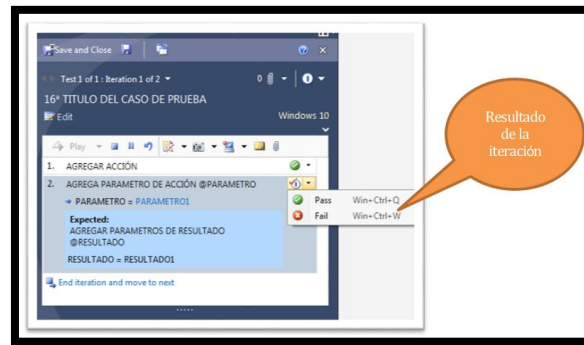 Save and Close
Test 1 of 1 : Iteration 1 of 2
0
16* TITULO DEL CASO DE PRUEBA
Edit
Windows 10
Play
1. AGREGAR ACCIÓN
2. AGREGA PARAMETRO DE ACCIÓN @PARAMETRO
PARAMETRO = PARAMETRO1
Expected:
AGREGAR PARAMETROS DE RESULTADO
@RESULTADO
RESULTADO = RESULTADO1
End iteration and move to next
Pass Win+Ctrl+Q
Fail Win+Ctrl+W
Resultado
de la
iteración